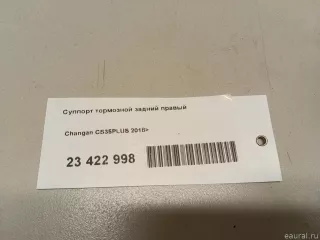 Суппорт тормозной задний правый
Changan CS35PLUS 2018>
23 422 998
eaural.ru